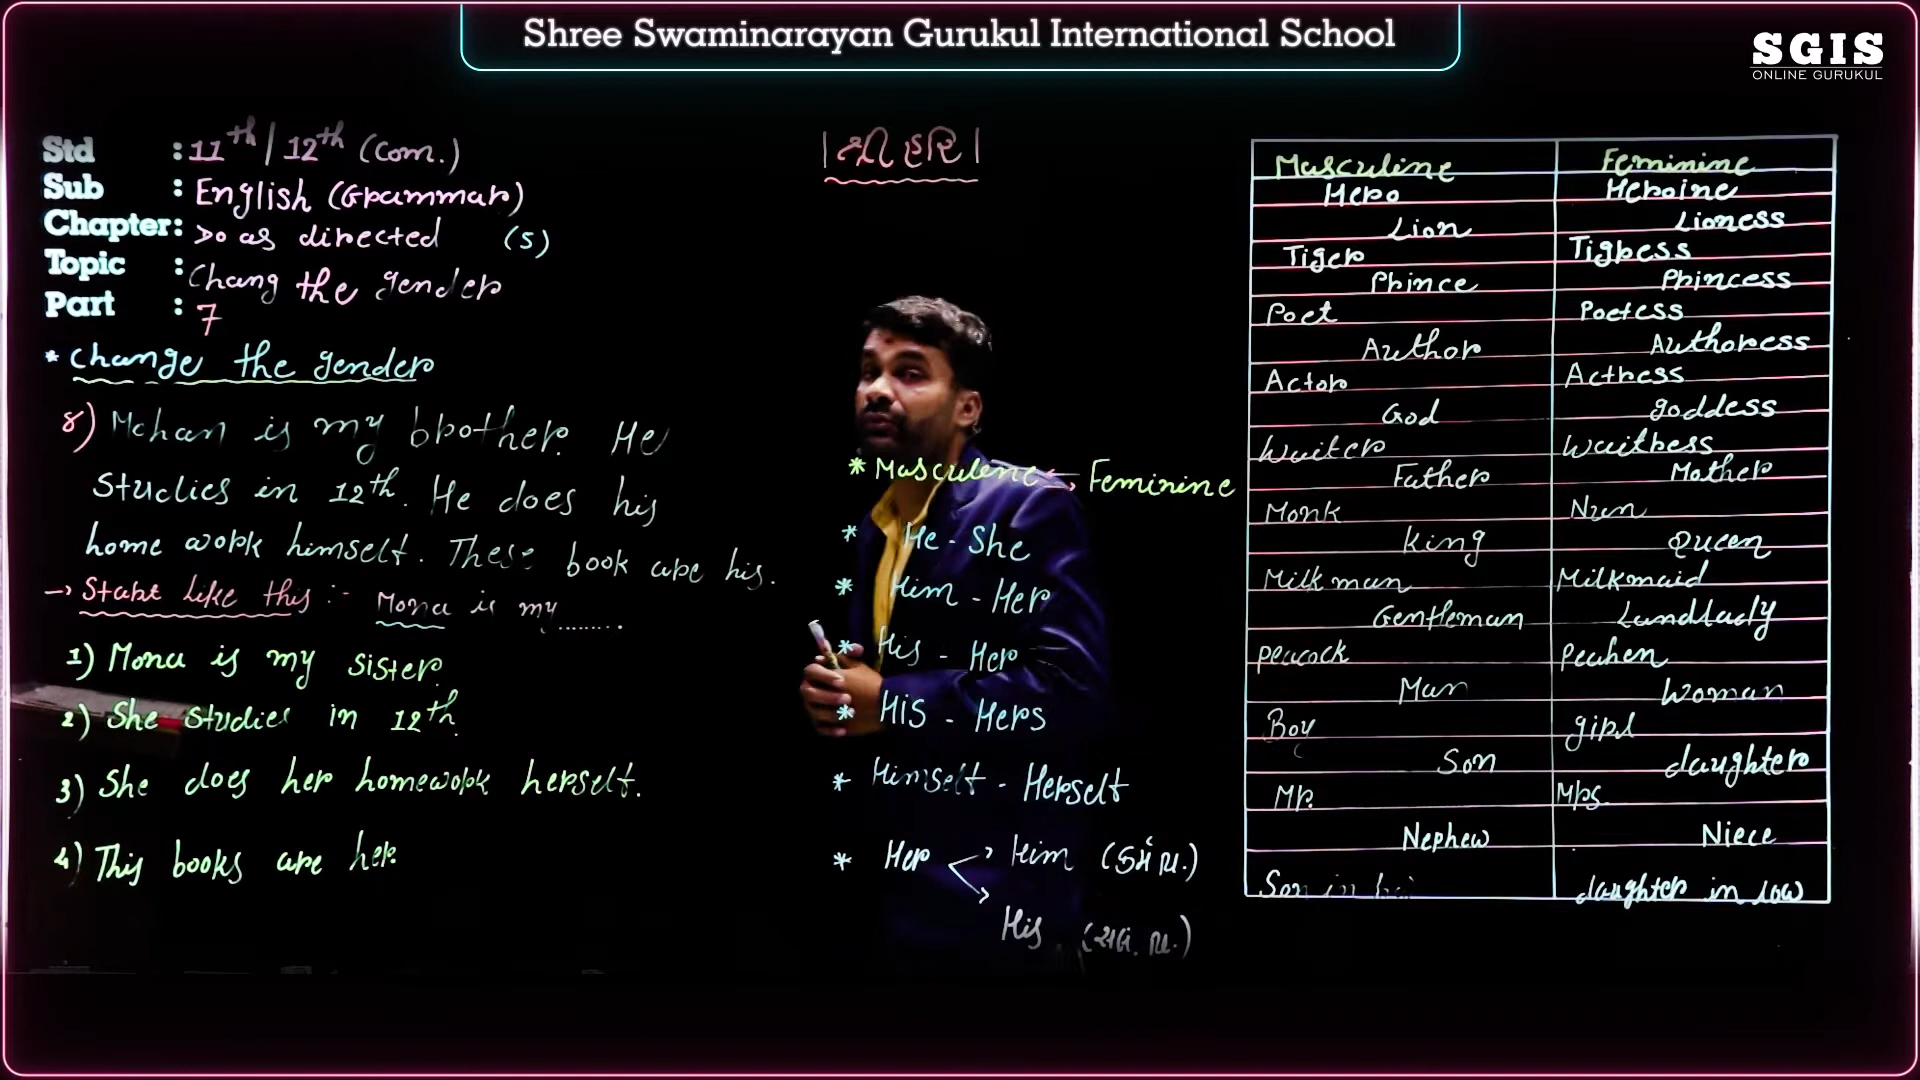 Shree Swaminarayan Gurukul International School
SGIS
ONLINE GURUKUL
Std : 11th / 12th (Com.)
Sub : English (Grammar)
Chapter: Do as directed (5)
Topic : Chang the gender
Part : 7
|શ્રી હરિ|
* Change the gender
8) Mohan is my brother. He
Studies in 12th. He does his
home work himself. These book are his.
→ Start like this :- Mona is my........
1) Mona is my sister.
2) She Studies in 12th.
3) She does her homework herself.
4) This books are her
* Masculine Feminine
* He - She
* Him - Her
* His - Her
* His - Hers
* Himself - Herself
* Her Him (કર્મ વિ.)
His
Masculine Feminine
Hero Heroine
Lion Lioness
Tiger Tigress
Prince Princess
Poet Poetess
Author Authoress
Actor Actress
God goddess
Waiter Waitress
Father Mother
Monk Nun
King Queen
Milkman Milkmaid
Gentleman Landlady
Peacock Peahen
Man Woman
Boy girl
Son daughter
Mr. Mrs.
Nephew Niece
Son in daughter in low